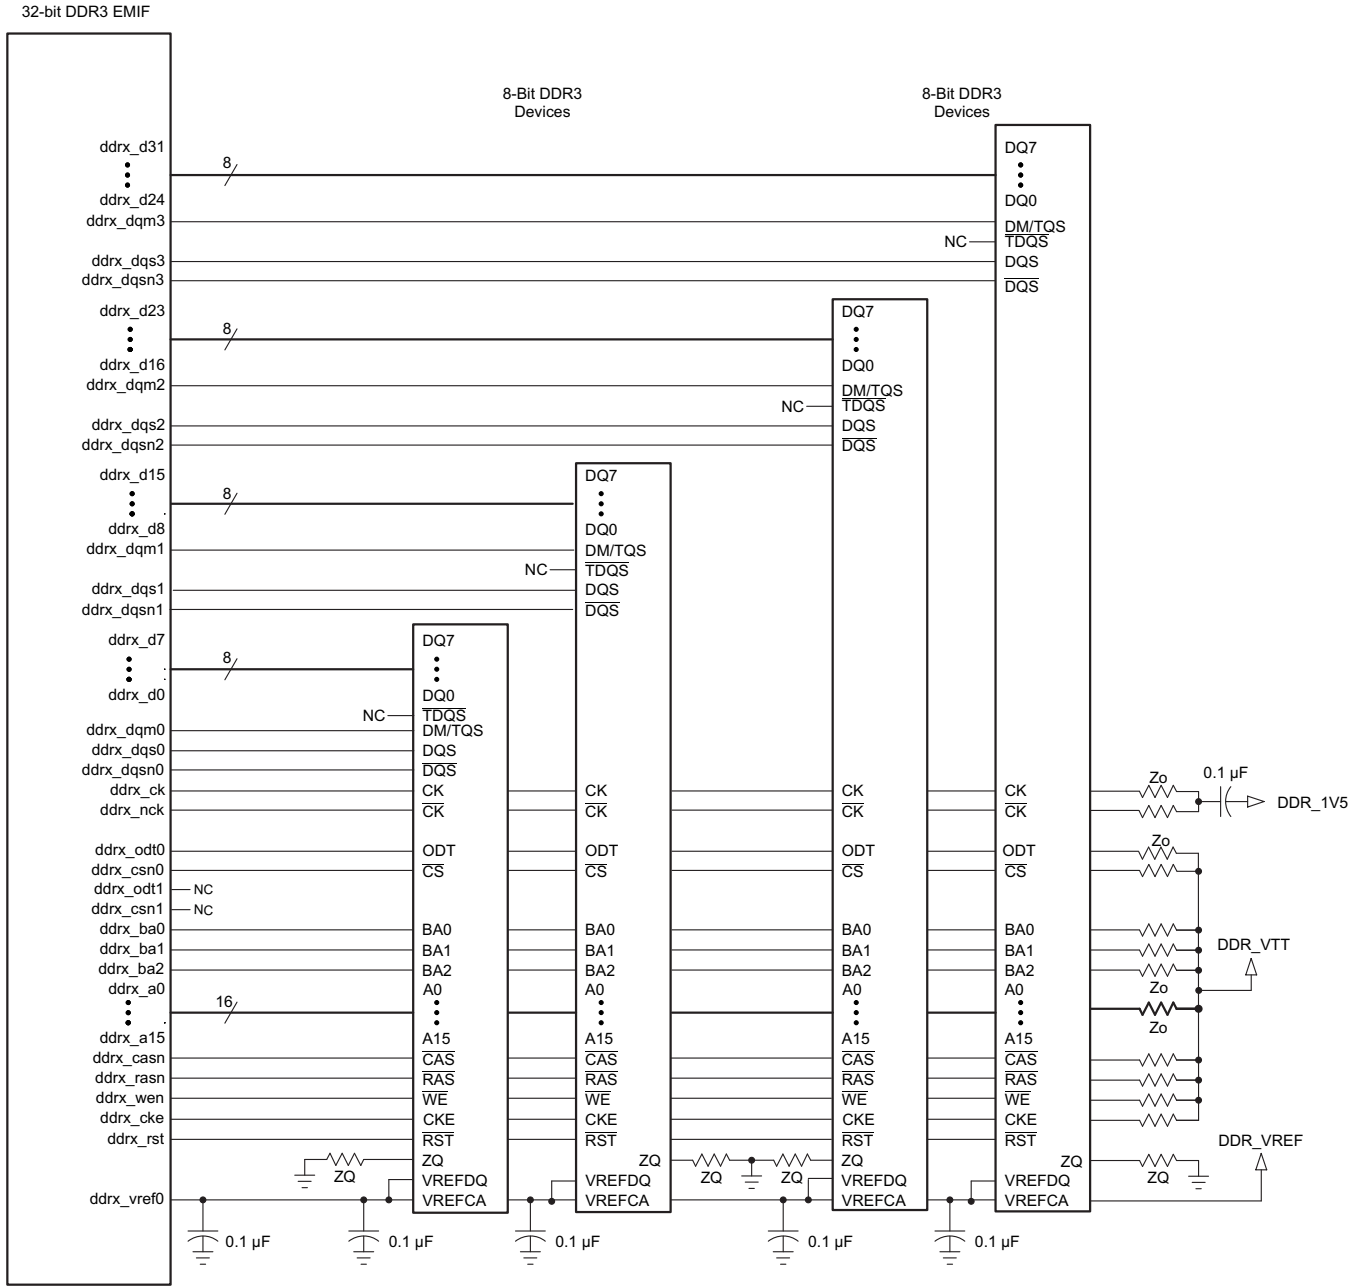 32-bit DDR3 EMIF
8-Bit DDR3
Devices
8-Bit DDR3
Devices
ddrx_d31
8
DQ7
ddrx_d24
DQ0
ddrx_dqm3
DM/TQS
NC
TDQS
ddrx_dqs3
DQS
ddrx_dqsn3
DQS
ddrx_d23
8
DQ7
ddrx_d16
DQ0
ddrx_dqm2
DM/TQS
NC
TDQS
ddrx_dqs2
DQS
ddrx_dqsn2
DQS
ddrx_d15
8
DQ7
ddrx_d8
DQ0
ddrx_dqm1
DM/TQS
NC
TDQS
ddrx_dqs1
DQS
ddrx_dqsn1
DQS
ddrx_d7
8
DQ7
ddrx_d0
DQ0
NC
TDQS
ddrx_dqm0
DM/TQS
ddrx_dqs0
DQS
ddrx_dqsn0
DQS
ddrx_ck CK CK CK CK Zo 0.1 µF
DDR_1V5
ddrx_nck CK CK CK CK
ddrx_odt0 ODT ODT ODT ODT Zo
ddrx_csn0 CS CS CS CS
ddrx_odt1 NC
ddrx_csn1 NC
ddrx_ba0 BA0 BA0 BA0 BA0
ddrx_ba1 BA1 BA1 BA1 BA1 DDR_VTT
ddrx_ba2 BA2 BA2 BA2 BA2
ddrx_a0 A0 A0 A0 A0 Zo
16
Zo
ddrx_a15 A15 A15 A15 A15
ddrx_casn CAS CAS CAS CAS
ddrx_rasn RAS RAS RAS RAS
ddrx_wen WE WE WE WE
ddrx_cke CKE CKE CKE CKE
ddrx_rst RST RST RST RST DDR_VREF
ZQ ZQ ZQ ZQ
ZQ ZQ ZQ ZQ
VREFDQ VREFDQ VREFDQ VREFDQ
ddrx_vref0 VREFCA VREFCA VREFCA VREFCA
0.1 µF 0.1 µF 0.1 µF 0.1 µF 0.1 µF